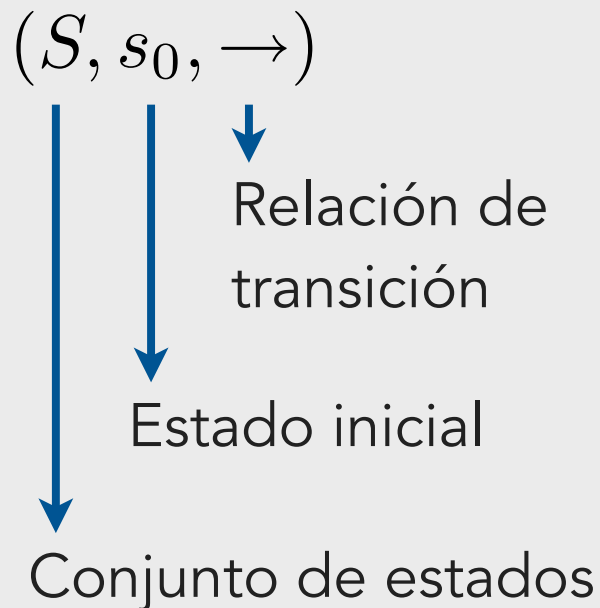 (S, s₀, →)
Relación de
transición
Estado inicial
Conjunto de estados